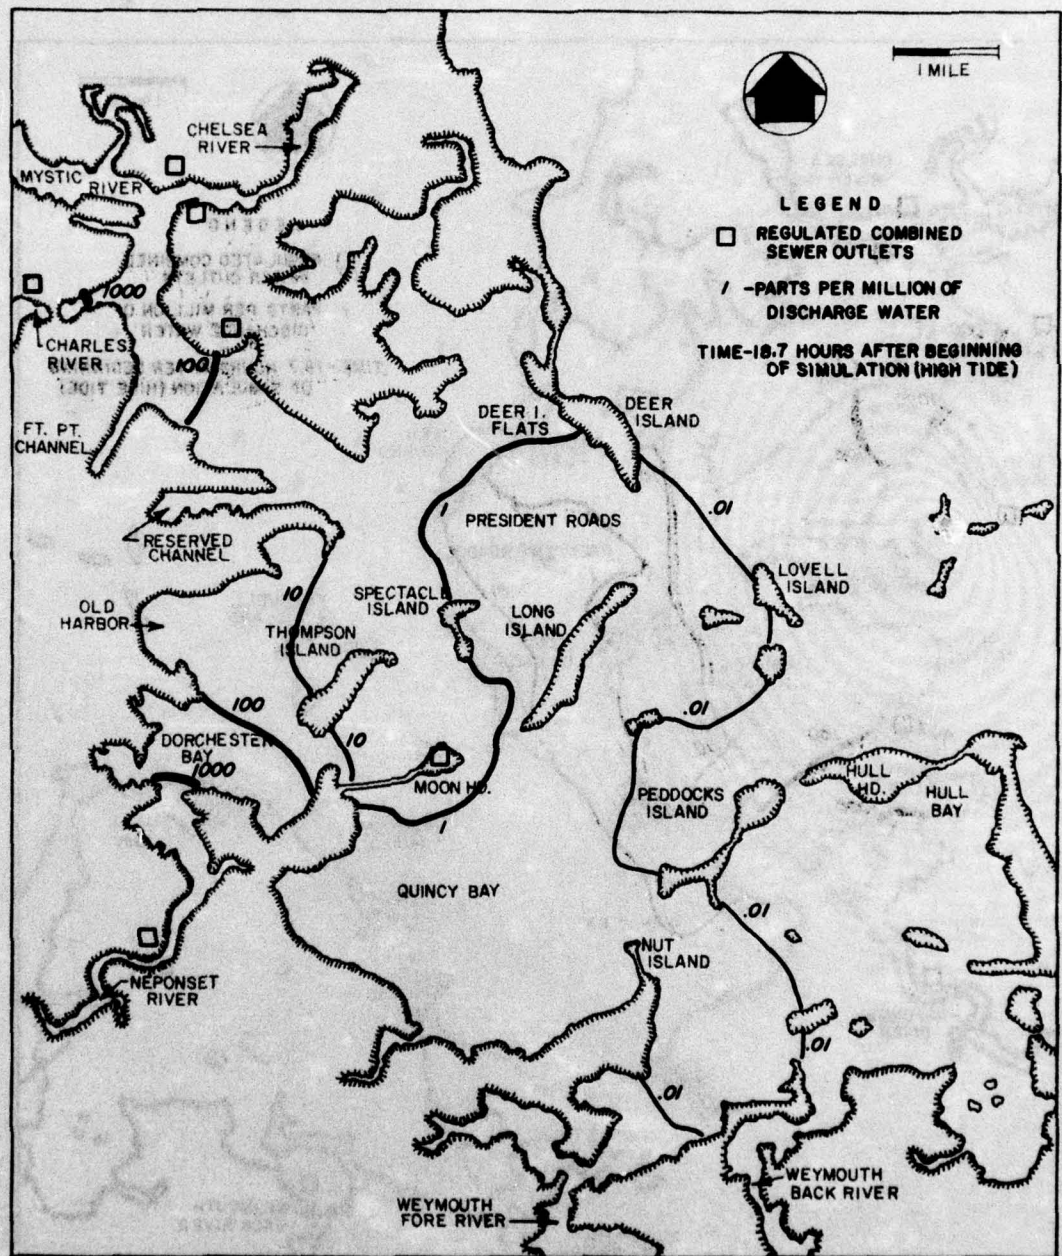 1 MILE
CHELSEA
RIVER
MYSTIC RIVER
LEGEND
REGULATED COMBINED
SEWER OUTLETS
1 -PARTS PER MILLION OF
DISCHARGE WATER
TIME-18.7 HOURS AFTER BEGINNING
OF SIMULATION (HIGH TIDE)
1000
CHARLES
RIVER
100
FT. PT.
CHANNEL
DEER I.
FLATS
DEER
ISLAND
1
.01
PRESIDENT ROADS
RESERVED
CHANNEL
LOVELL
ISLAND
10
SPECTACLE
ISLAND
LONG
ISLAND
OLD
HARBOR
THOMPSON
ISLAND
100
.01
10
DORCHESTER
BAY
1000
MOON HD.
HULL
HD.
HULL
BAY
PEDDOCKS
ISLAND
1
QUINCY BAY
.01
NUT
ISLAND
NEPONSET
RIVER
.01
.01
WEYMOUTH
BACK RIVER
WEYMOUTH
FORE RIVER